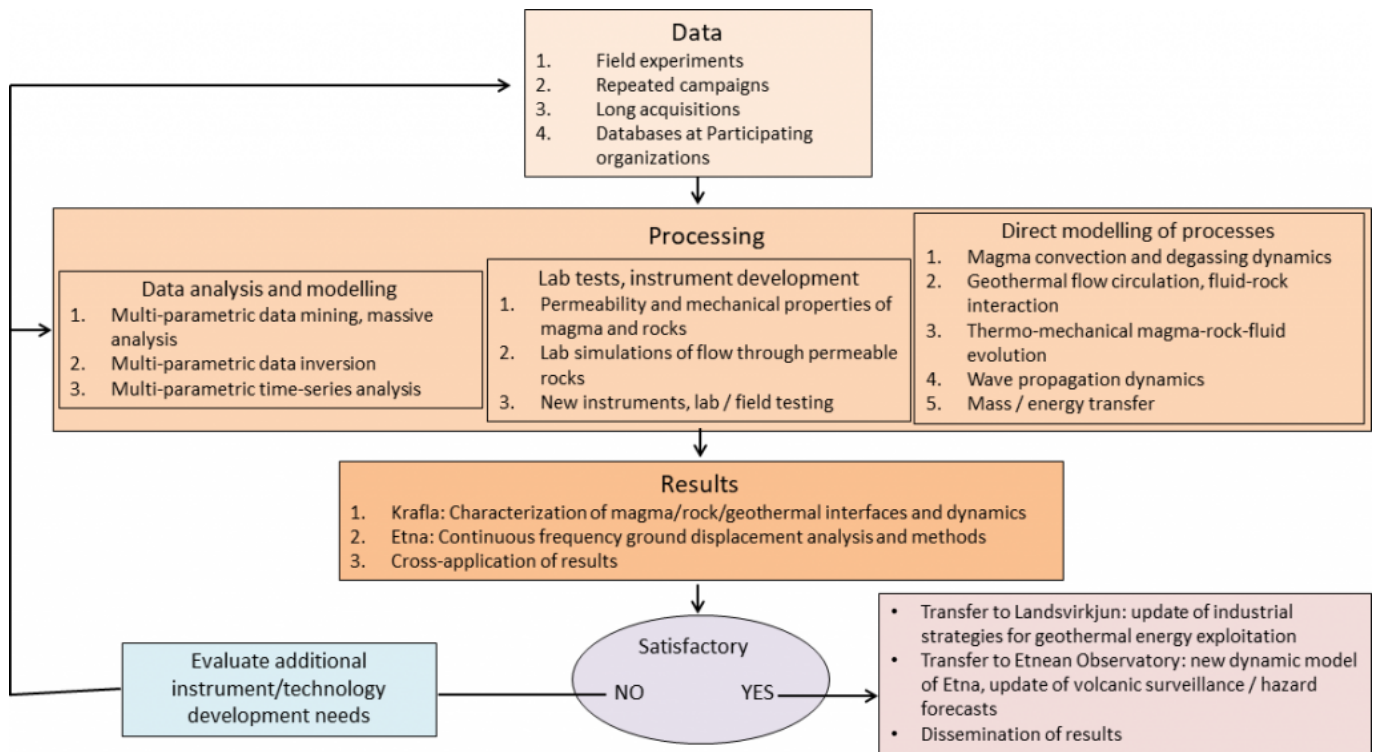 Data
1. Field experiments
2. Repeated campaigns
3. Long acquisitions
4. Databases at Participating
organizations
Processing
Data analysis and modelling
1. Multi-parametric data mining, massive
analysis
2. Multi-parametric data inversion
3. Multi-parametric time-series analysis
Lab tests, instrument development
1. Permeability and mechanical properties of
magma and rocks
2. Lab simulations of flow through permeable
rocks
3. New instruments, lab / field testing
Direct modelling of processes
1. Magma convection and degassing dynamics
2. Geothermal flow circulation, fluid-rock
interaction
3. Thermo-mechanical magma-rock-fluid
evolution
4. Wave propagation dynamics
5. Mass / energy transfer
Results
1. Krafla: Characterization of magma/rock/geothermal interfaces and dynamics
2. Etna: Continuous frequency ground displacement analysis and methods
3. Cross-application of results
Satisfactory
NO YES
Evaluate additional
instrument/technology
development needs
• Transfer to Landsvirkjun: update of industrial
strategies for geothermal energy exploitation
• Transfer to Etnean Observatory: new dynamic model
of Etna, update of volcanic surveillance / hazard
forecasts
• Dissemination of results